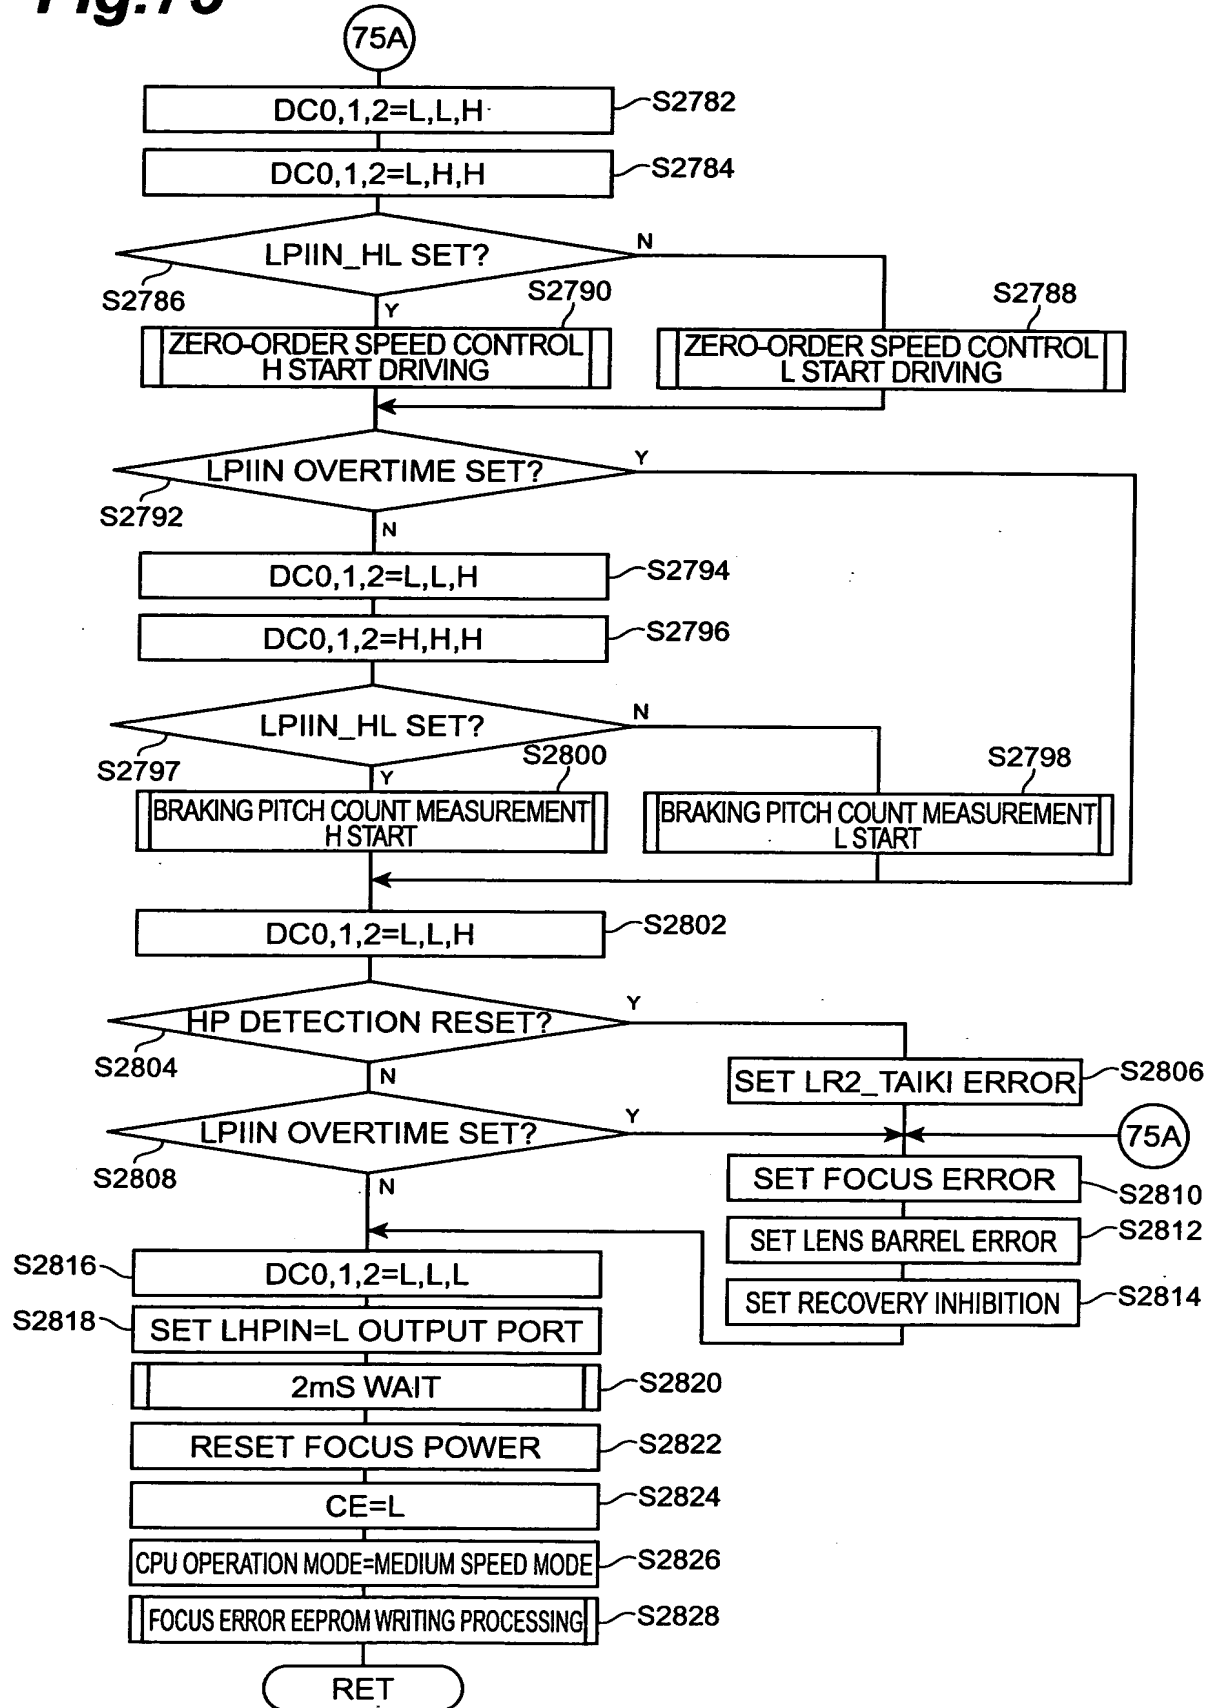 75A
DC0,1,2=L,L,H
S2782
DC0,1,2=L,H,H
S2784
LPIIN_HL SET?
N
S2786
Y
S2790
S2788
ZERO-ORDER SPEED CONTROL
H START DRIVING
ZERO-ORDER SPEED CONTROL
L START DRIVING
LPIIN OVERTIME SET?
Y
S2792
N
DC0,1,2=L,L,H
S2794
DC0,1,2=H,H,H
S2796
LPIIN_HL SET?
N
S2797
Y
S2800
S2798
BRAKING PITCH COUNT MEASUREMENT
H START
BRAKING PITCH COUNT MEASUREMENT
L START
DC0,1,2=L,L,H
S2802
HP DETECTION RESET?
Y
S2804
N
SET LR2_TAIKI ERROR
S2806
LPIIN OVERTIME SET?
Y
75A
S2808
N
SET FOCUS ERROR
S2810
SET LENS BARREL ERROR
S2812
SET RECOVERY INHIBITION
S2814
S2816
DC0,1,2=L,L,L
S2818
SET LHPIN=L OUTPUT PORT
2mS WAIT
S2820
RESET FOCUS POWER
S2822
CE=L
S2824
CPU OPERATION MODE=MEDIUM SPEED MODE
S2826
FOCUS ERROR EEPROM WRITING PROCESSING
S2828
RET